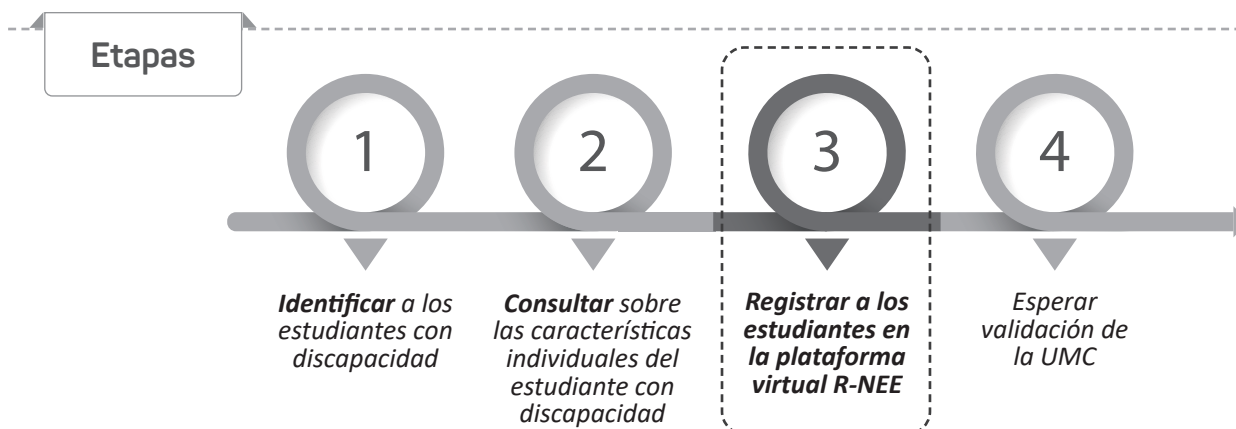 Etapas
1
2
3
4
Identificar a los
estudiantes con
discapacidad
Consultar sobre
las características
individuales del
estudiante con
discapacidad
Registrar a los
estudiantes en
la plataforma
virtual R-NEE
Esperar
validación de
la UMC